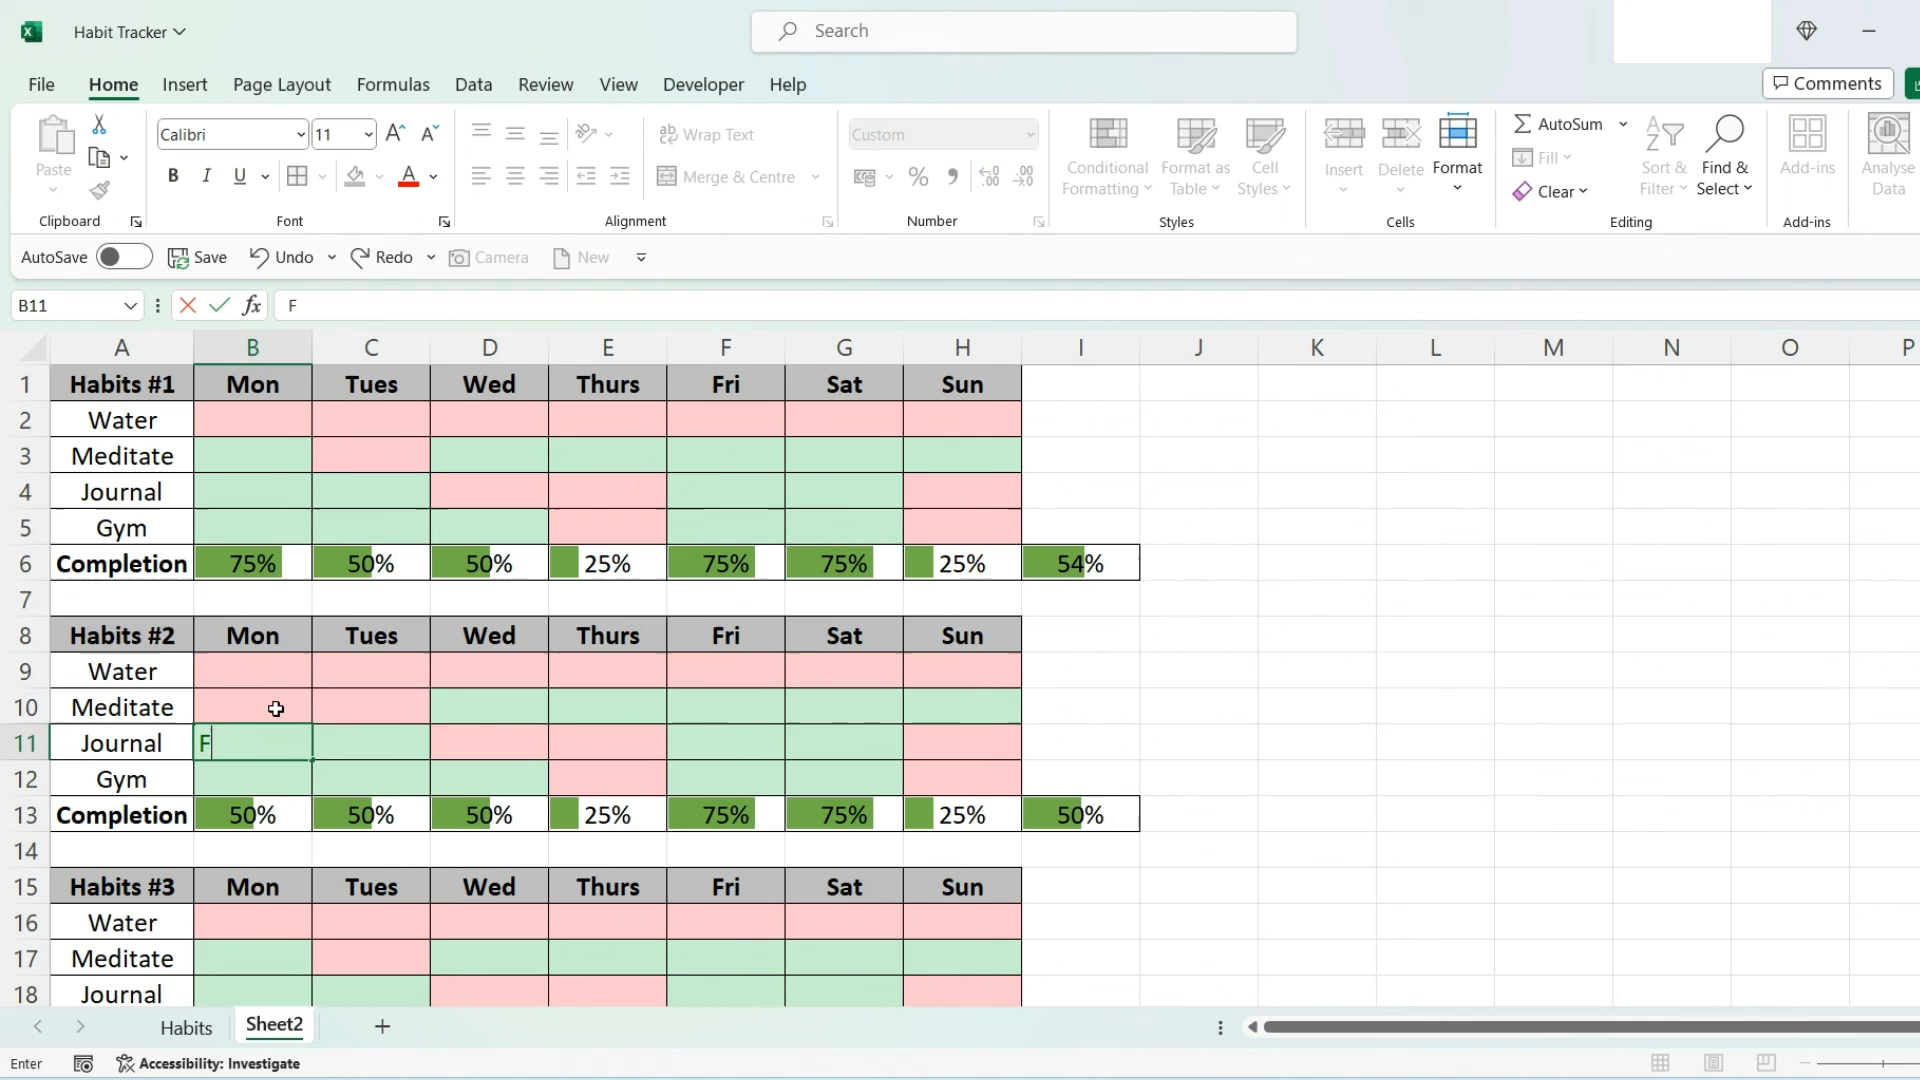 Habit Tracker
Search
File Home Insert Page Layout Formulas Data Review View Developer Help
Comments
Paste
Clipboard
Calibri 11
B I U A
Font
Wrap Text
Merge & Centre
Alignment
Custom
Number
Conditional Formatting
Format as Table
Cell Styles
Styles
Insert
Delete
Format
Cells
AutoSum
Fill
Clear
Sort & Filter
Find & Select
Editing
Add-ins
Add-ins
Analyse Data
AutoSave Save Undo Redo Camera New
B11 fx F
A B C D E F G H I J K L M N O P
1 Habits #1 Mon Tues Wed Thurs Fri Sat Sun
2 Water
3 Meditate
4 Journal
5 Gym
6 Completion 75% 50% 50% 25% 75% 75% 25% 54%
7
8 Habits #2 Mon Tues Wed Thurs Fri Sat Sun
9 Water
10 Meditate
11 Journal F
12 Gym
13 Completion 50% 50% 50% 25% 75% 75% 25% 50%
14
15 Habits #3 Mon Tues Wed Thurs Fri Sat Sun
16 Water
17 Meditate
18 Journal
Habits Sheet2
Enter Accessibility: Investigate